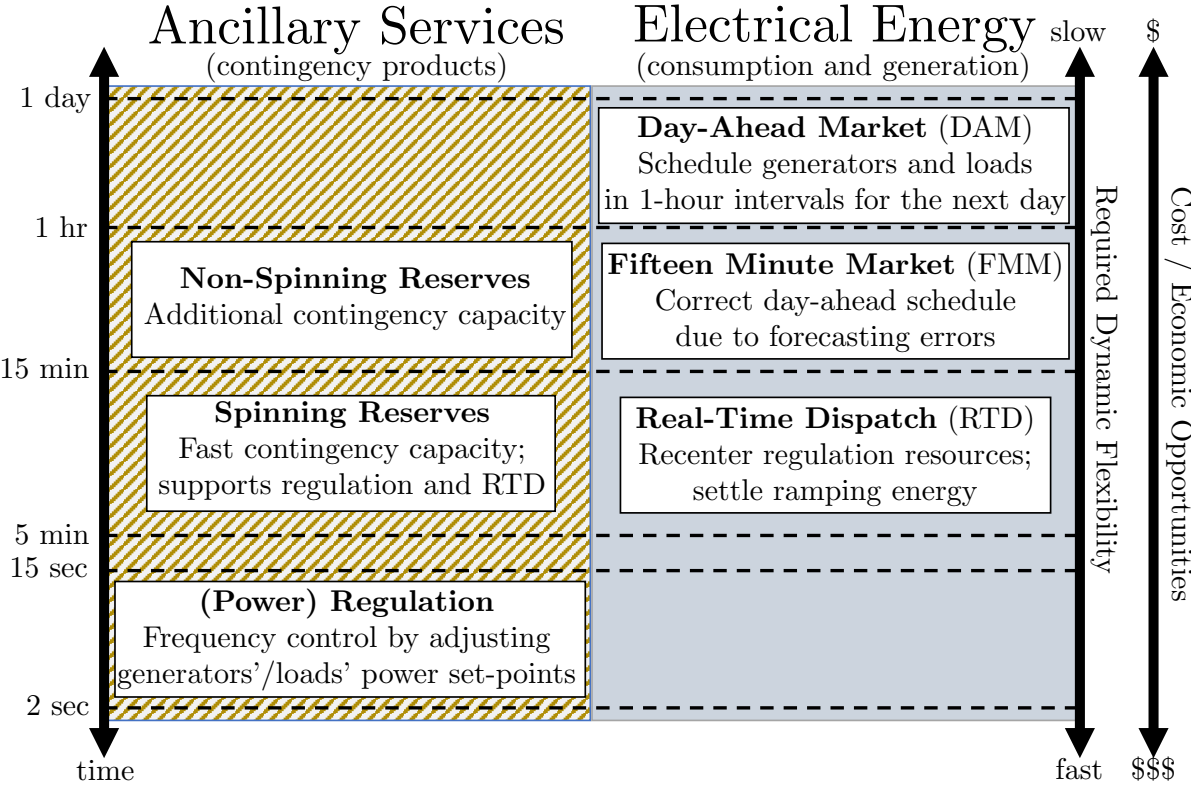 Ancillary Services
(contingency products)
Electrical Energy
(consumption and generation)
slow
$
1 day
Day-Ahead Market (DAM)
Schedule generators and loads
in 1-hour intervals for the next day
1 hr
Non-Spinning Reserves
Additional contingency capacity
Fifteen Minute Market (FMM)
Correct day-ahead schedule
due to forecasting errors
15 min
Spinning Reserves
Fast contingency capacity;
supports regulation and RTD
Real-Time Dispatch (RTD)
Recenter regulation resources;
settle ramping energy
5 min
15 sec
(Power) Regulation
Frequency control by adjusting
generators'/loads' power set-points
2 sec
time
Required Dynamic Flexibility
Cost / Economic Opportunities
fast
$$$